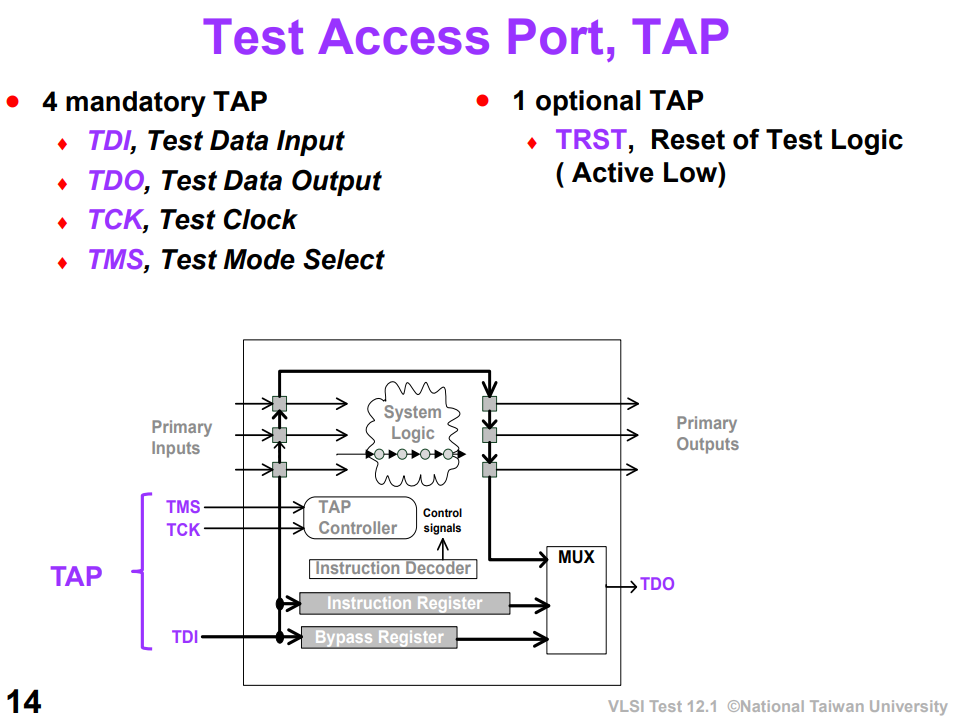 Test Access Port, TAP
4 mandatory TAP
TDI, Test Data Input
TDO, Test Data Output
TCK, Test Clock
TMS, Test Mode Select
1 optional TAP
TRST, Reset of Test Logic
( Active Low)
Primary
Inputs
System
Logic
Primary
Outputs
TMS
TCK
TAP
Controller
Control
signals
Instruction Decoder
MUX
TDO
TAP
Instruction Register
TDI
Bypass Register
14
VLSI Test 12.1 ©National Taiwan University